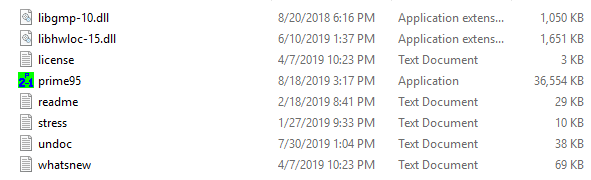 libgmp-10.dll 8/20/2018 6:16 PM Application extens... 1,050 KB
libhwloc-15.dll 6/10/2019 1:37 PM Application extens... 1,651 KB
license 4/7/2019 10:23 PM Text Document 3 KB
prime95 8/18/2019 3:17 PM Application 36,554 KB
readme 2/18/2019 8:41 PM Text Document 29 KB
stress 1/27/2019 9:33 PM Text Document 10 KB
undoc 7/30/2019 1:04 PM Text Document 38 KB
whatsnew 4/7/2019 10:23 PM Text Document 69 KB